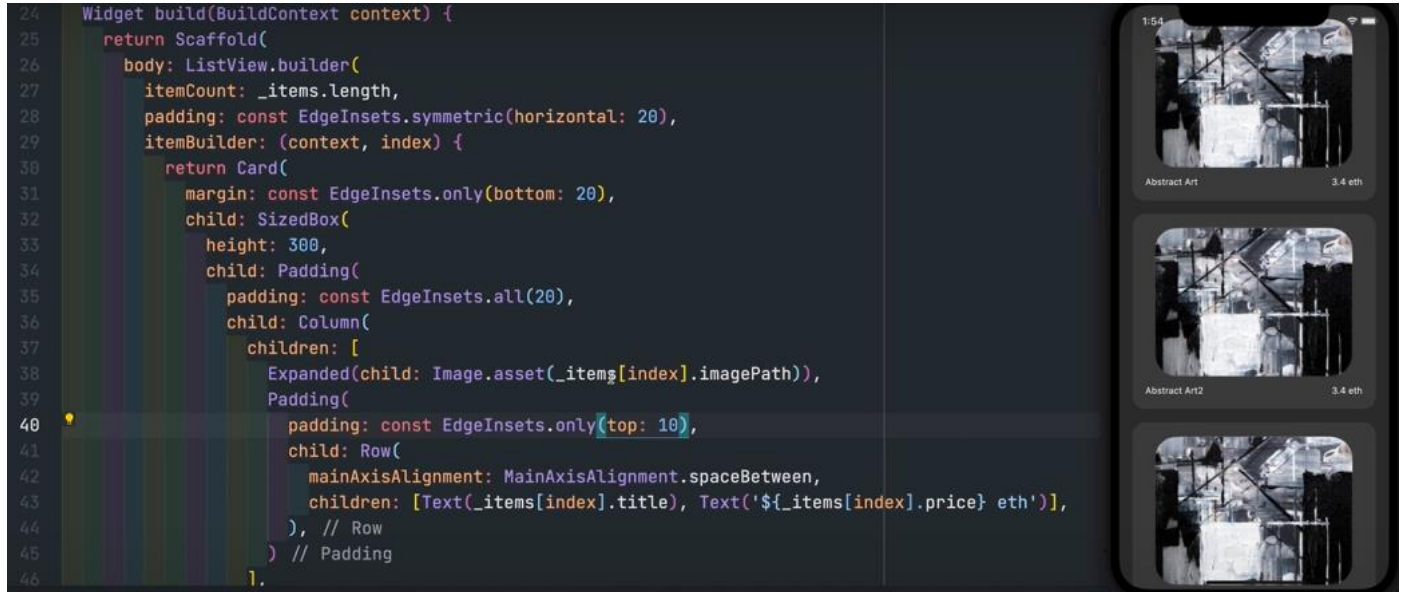 24 Widget build(BuildContext context) {
25 return Scaffold(
26 body: ListView.builder(
27 itemCount: _items.length,
28 padding: const EdgeInsets.symmetric(horizontal: 20),
29 itemBuilder: (context, index) {
30 return Card(
31 margin: const EdgeInsets.only(bottom: 20),
32 child: SizedBox(
33 height: 300,
34 child: Padding(
35 padding: const EdgeInsets.all(20),
36 child: Column(
37 children: [
38 Expanded(child: Image.asset(_items[index].imagePath)),
39 Padding(
40 padding: const EdgeInsets.only(top: 10),
41 child: Row(
42 mainAxisAlignment: MainAxisAlignment.spaceBetween,
43 children: [Text(_items[index].title), Text('${_items[index].price} eth')],
44 ), // Row
45 ) // Padding
46 ],
1:54
Abstract Art 3.4 eth
Abstract Art2 3.4 eth